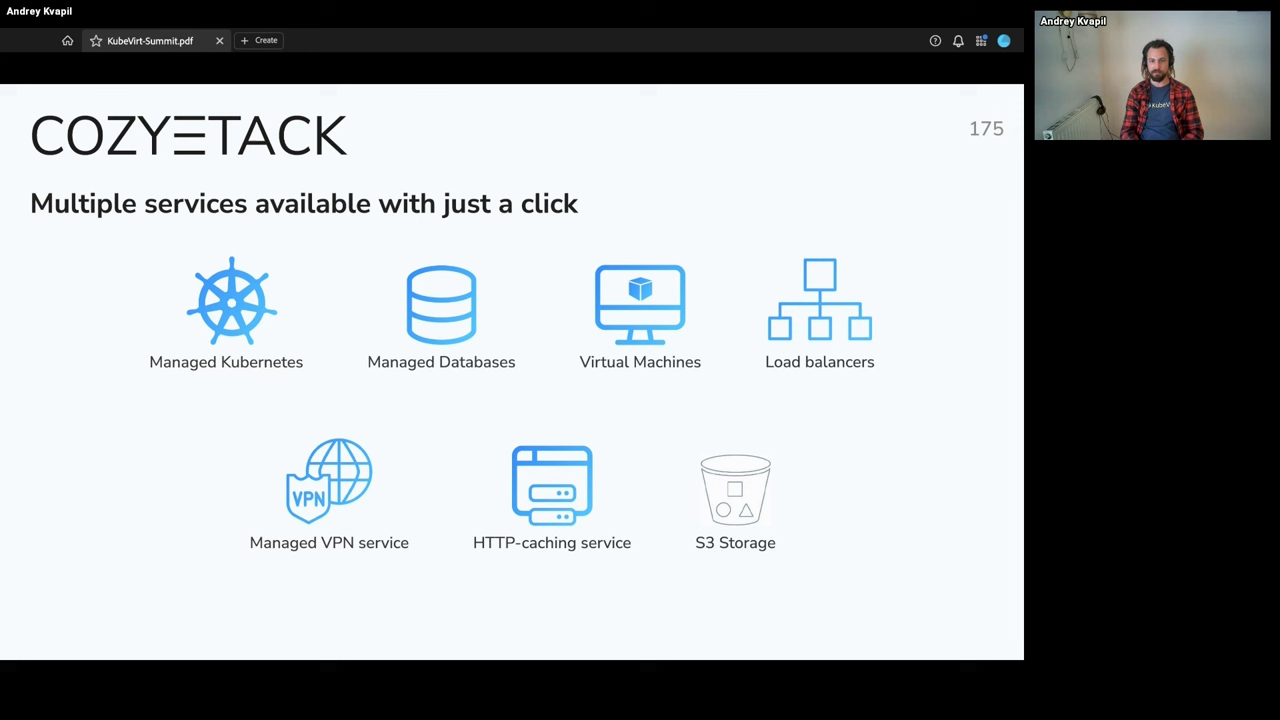 Andrey Kvapil
KubeVirt-Summit.pdf
Create
Andrey Kvapil
KubeV
COZYSTACK
175
Multiple services available with just a click
Managed Kubernetes
Managed Databases
Virtual Machines
Load balancers
VPN
Managed VPN service
HTTP-caching service
S3 Storage